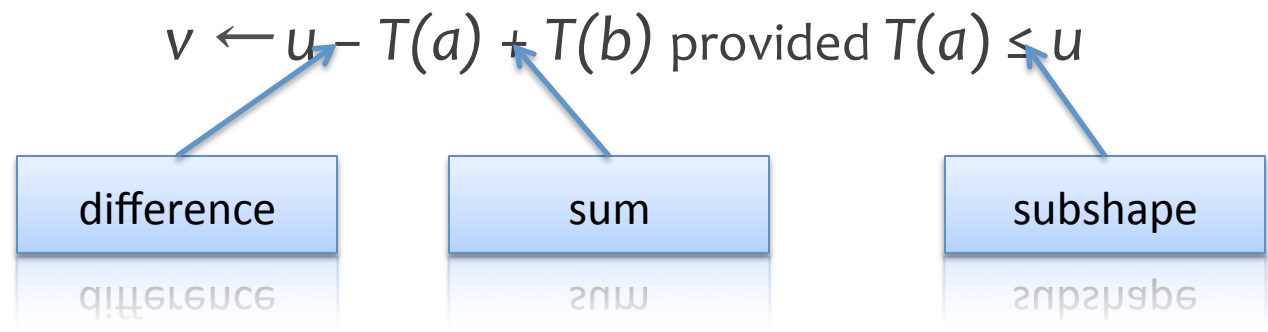 v ← u – T(a) + T(b) provided T(a) ≤ u
difference sum subshape